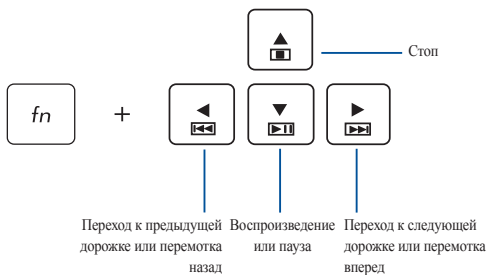 Стоп
fn
+
Переход к предыдущей
дорожке или перемотка
назад
Воспроизведение
или пауза
Переход к следующей
дорожке или перемотка
вперед